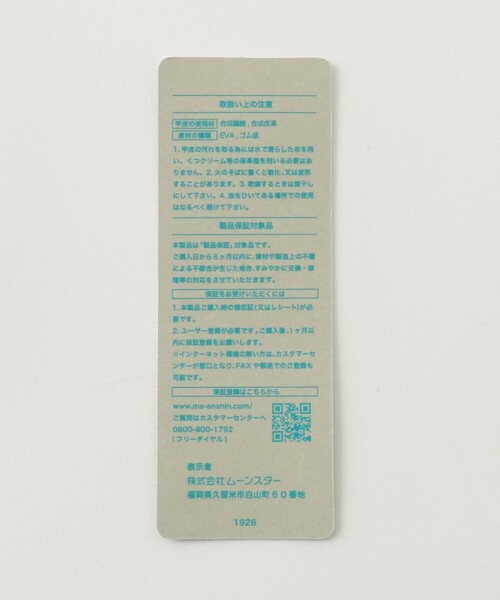 取扱い上の注意
甲皮の使用材 合成繊維,合成皮革
底材の種類 EVA,ゴム底
1. 甲皮の汚れを取る為には水で濡らした布を用
い、くつクリーム等の保革油を用いる必要はあ
りません。2. 火のそばに置くと軟化、又は変形
することがあります。3. 乾燥するときは陰干し
にして下さい。4. 油をひいてある場所での使用
はなるべく避けて下さい。
製品保証対象品
本製品は「製品保証」対象品です。
ご購入日から6ヶ月以内に、素材や製造上の不備
による不都合が生じた場合、すみやかに交換・修
理等の対応をさせていただきます。
保証をお受けいただくには
1. 本製品ご購入時の領収証(又はレシート)が必
要です。
2. ユーザー登録が必要です。ご購入後、1ヶ月以
内に保証登録をお願いします。
※インターネット環境の無い方は、カスタマーセ
ンターが窓口となり、FAXや郵送でのご登録も
可能です。
保証登録はこちらから
www.ms-anshin.com/
ご質問はカスタマーセンターへ
0800-800-1792
(フリーダイヤル)
表示者
株式会社ムーンスター
福岡県久留米市白山町60番地
1926